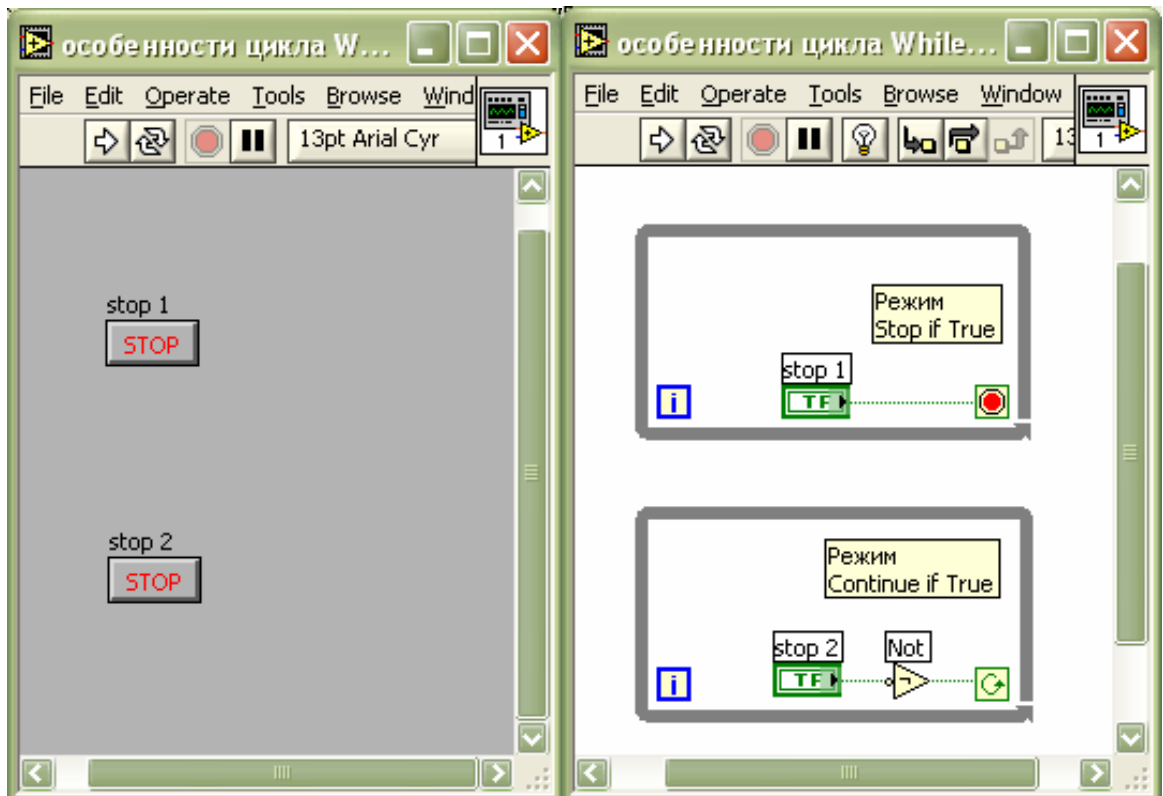 особенности цикла W...
File Edit Operate Tools Browse Wind
13pt Arial Cyr
1
stop 1
STOP
stop 2
STOP
особенности цикла While...
File Edit Operate Tools Browse Window
13
1
Режим
Stop if True
stop 1
TF
i
Режим
Continue if True
stop 2 Not
TF
i